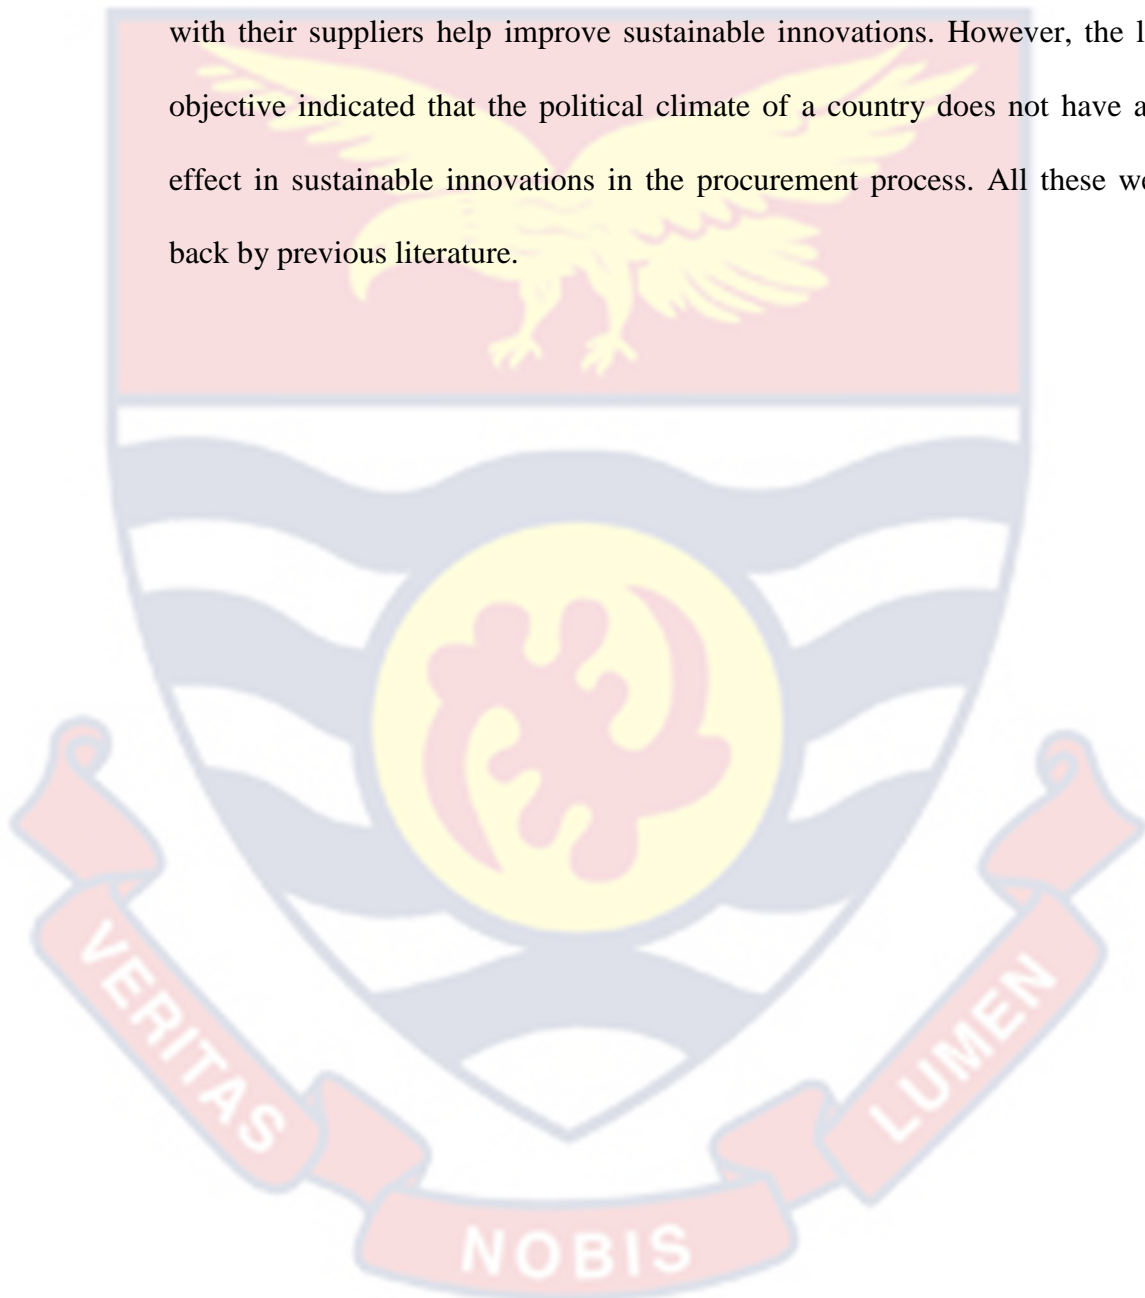 with their suppliers help improve sustainable innovations. However, the l
objective indicated that the political climate of a country does not have a
effect in sustainable innovations in the procurement process. All these we
back by previous literature.
VERITAS
NOBIS
LUMEN